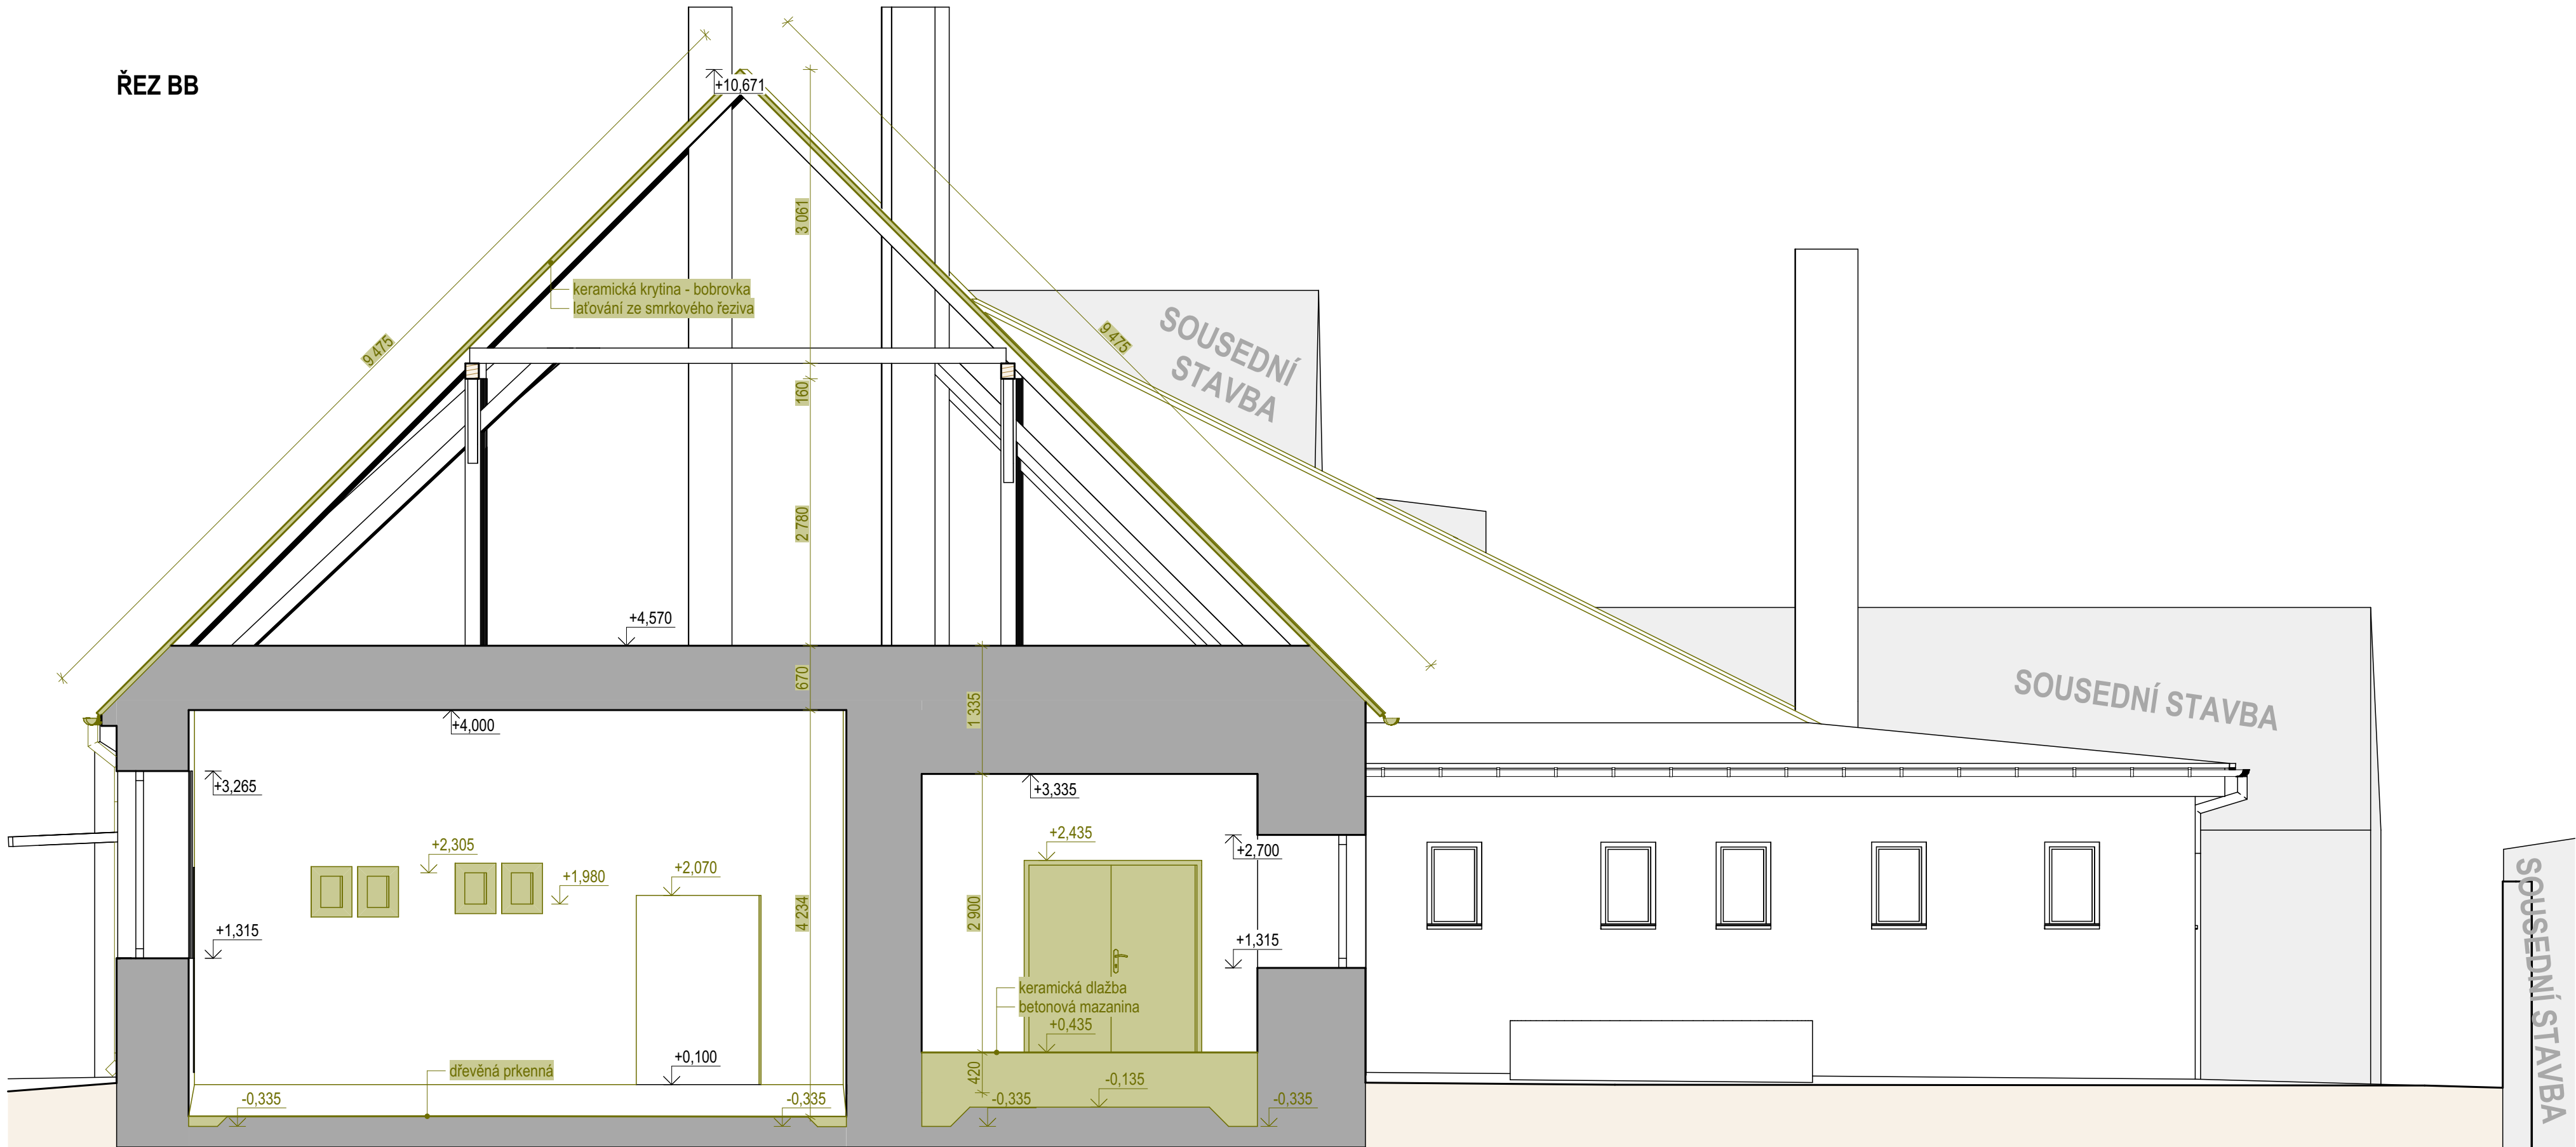 ŘEZ BB
+10,671
3 061
keramická krytina - bobrovka
laťování ze smrkového řeziva
9 475
9 475
SOUSEDNÍ
STAVBA
160
2 780
+4,570
670
1 335
SOUSEDNÍ STAVBA
+4,000
+3,265
+3,335
+2,305
+2,435
+2,700
+1,980
+2,070
4 234
2 900
+1,315
+1,315
keramická dlažba
betonová mazanina
+0,435
+0,100
dřevěná prkenná
420
-0,135
-0,335
-0,335
-0,335
-0,335
SOUSEDNÍ STAVBA